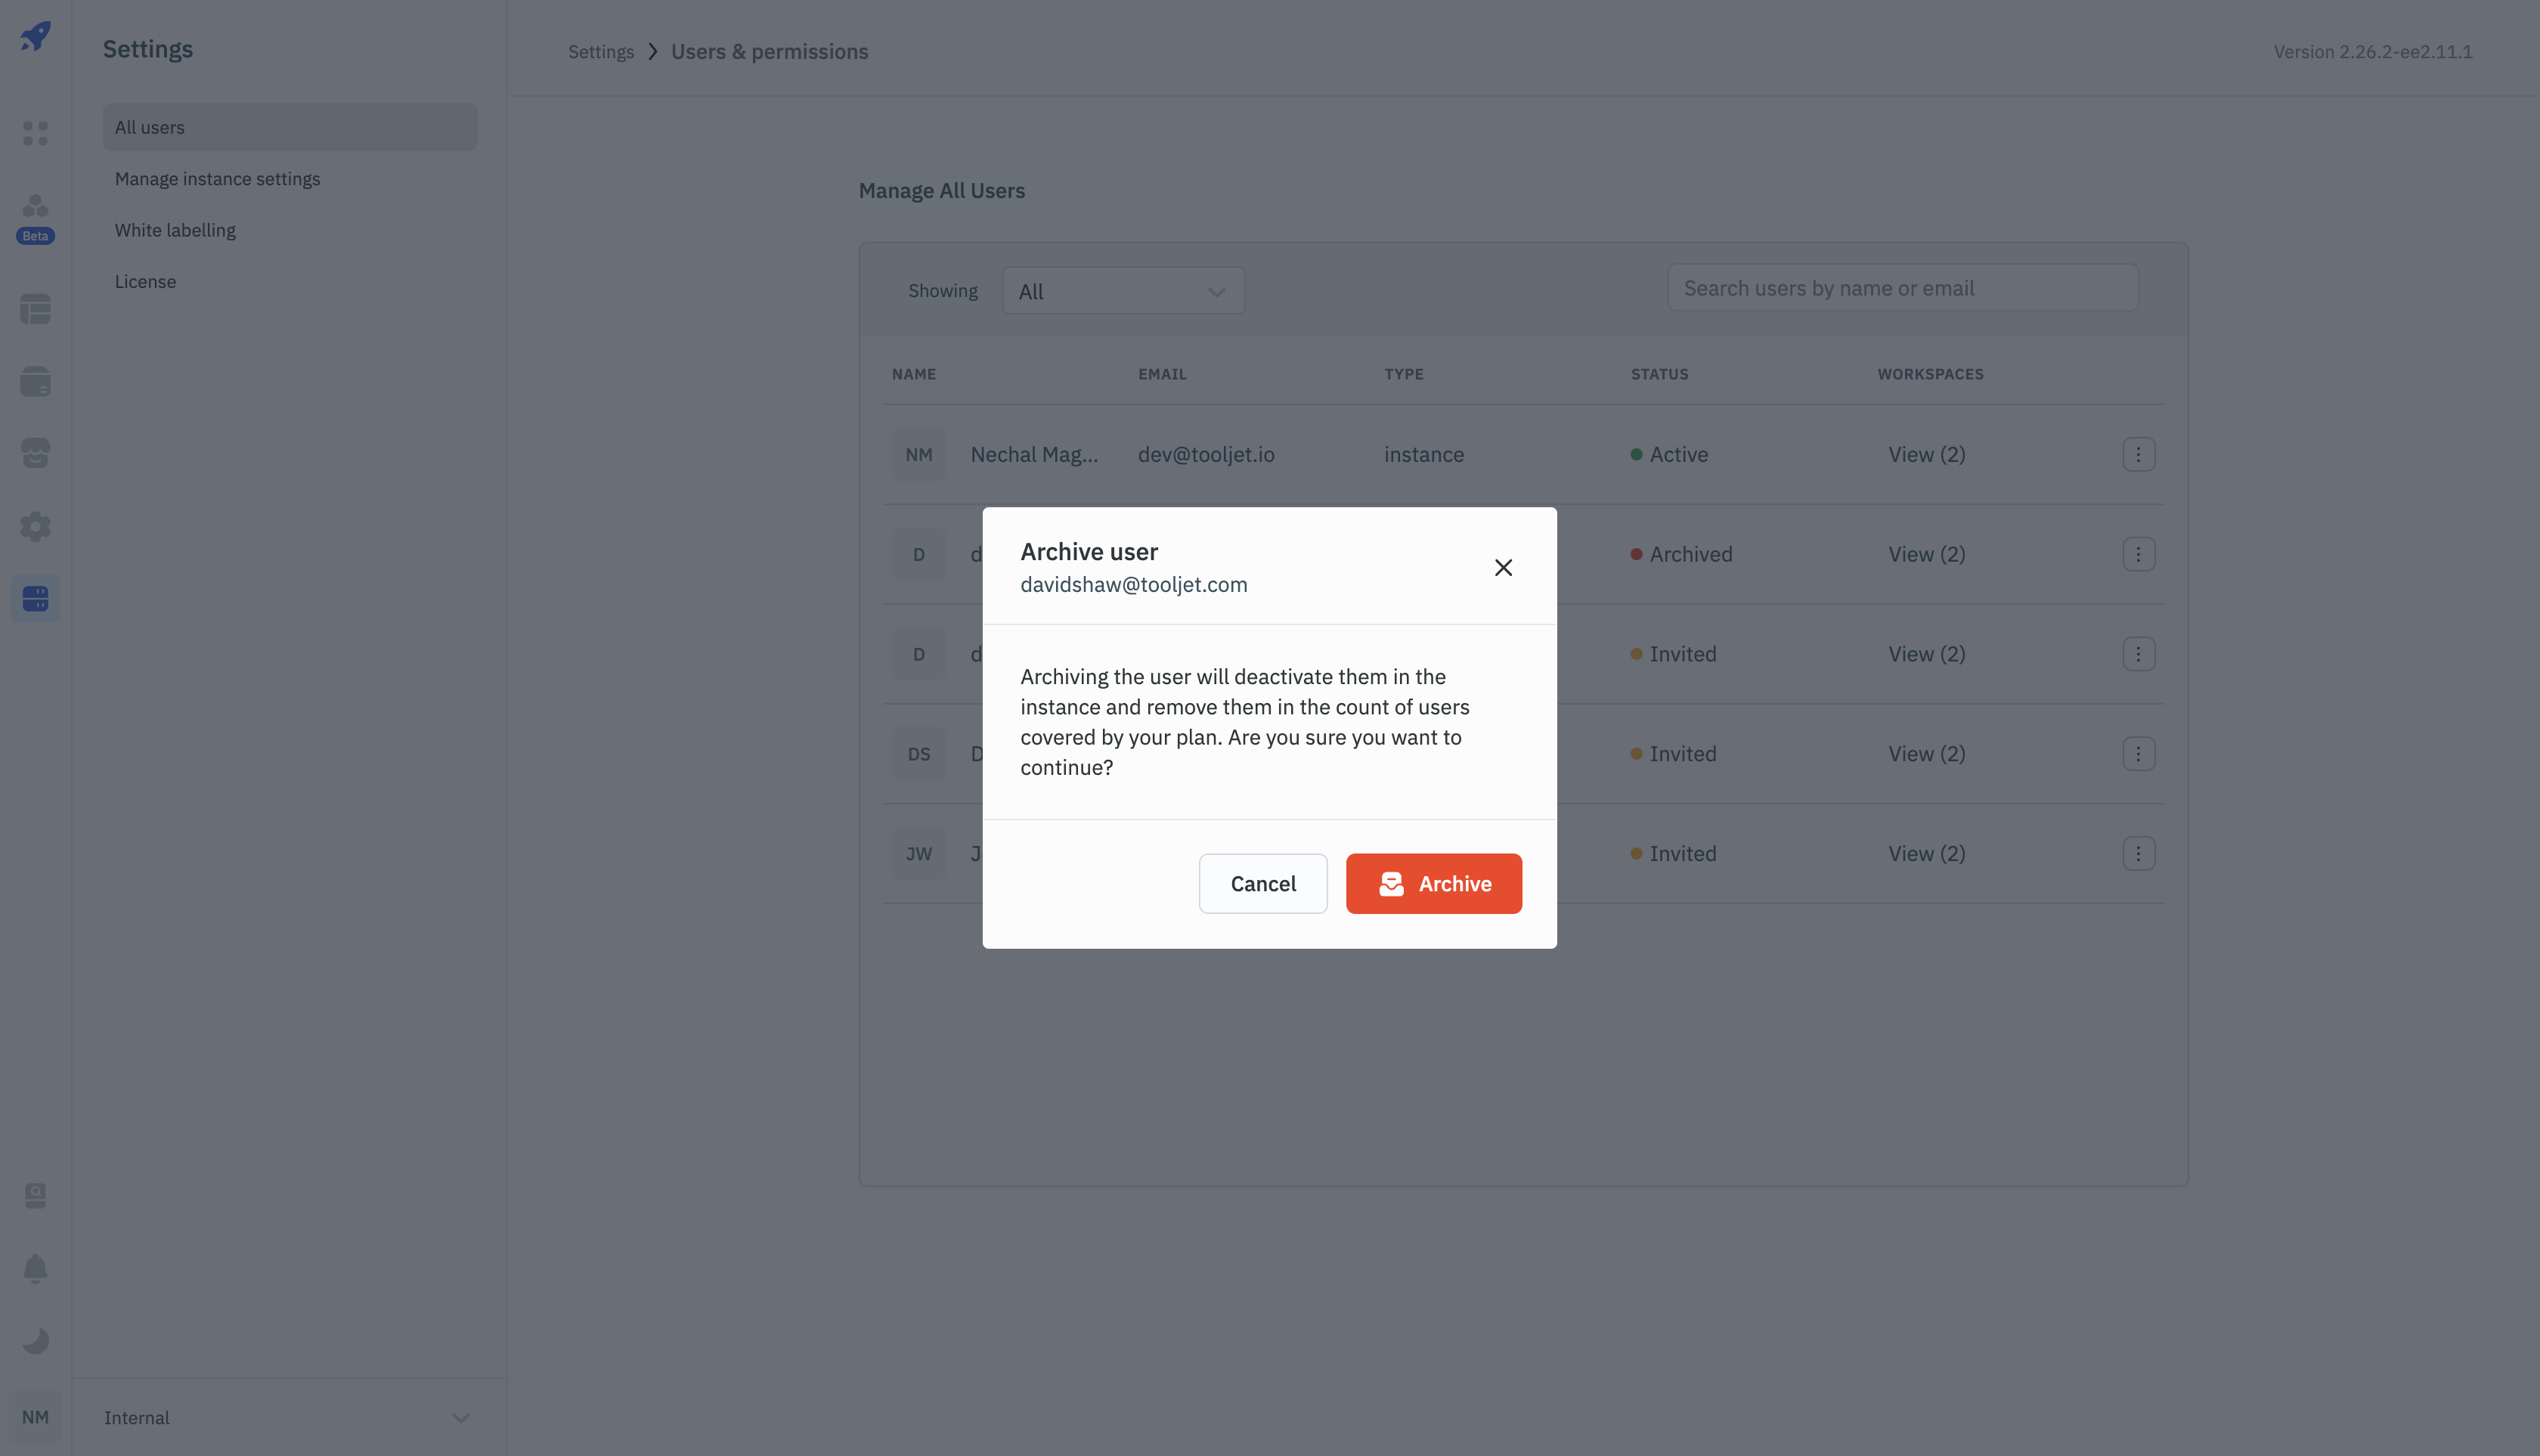 Settings
Settings > Users & permissions
Version 2.26.2-ee2.11.1
All users
Manage instance settings
White labelling
License
Beta
Manage All Users
Showing All
Search users by name or email
NAME EMAIL TYPE STATUS WORKSPACES
NM Nechal Mag... dev@tooljet.io instance Active View (2)
D d Archived View (2)
D d Invited View (2)
DS D Invited View (2)
JW J Invited View (2)
Archive user
davidshaw@tooljet.com
Archiving the user will deactivate them in the
instance and remove them in the count of users
covered by your plan. Are you sure you want to
continue?
Cancel
Archive
NM
Internal